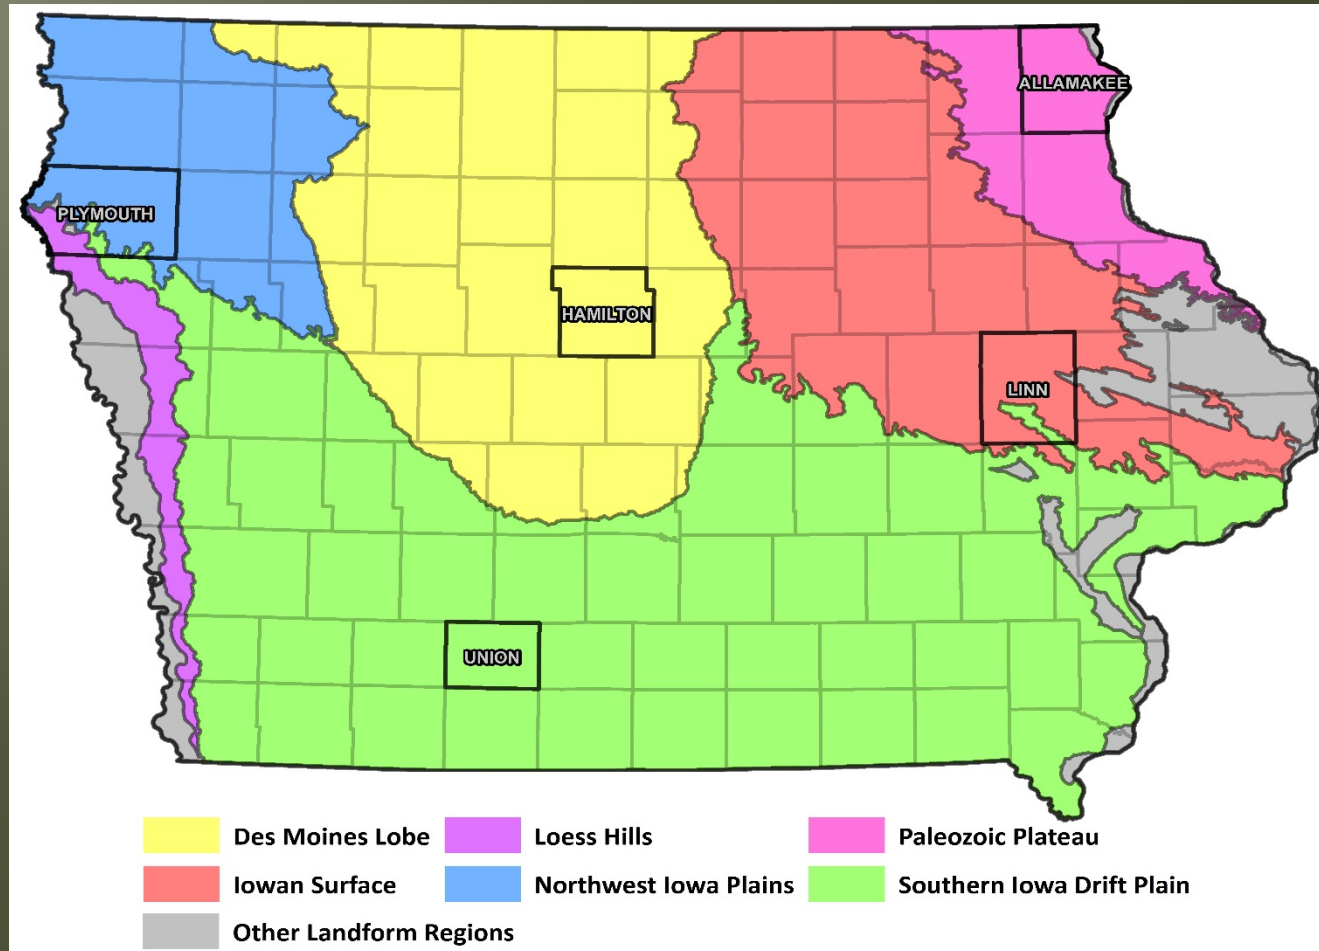 ALLAMAKEE
PLYMOUTH
HAMILTON
LINN
UNION
Des Moines Lobe
Loess Hills
Paleozoic Plateau
Iowan Surface
Northwest Iowa Plains
Southern Iowa Drift Plain
Other Landform Regions